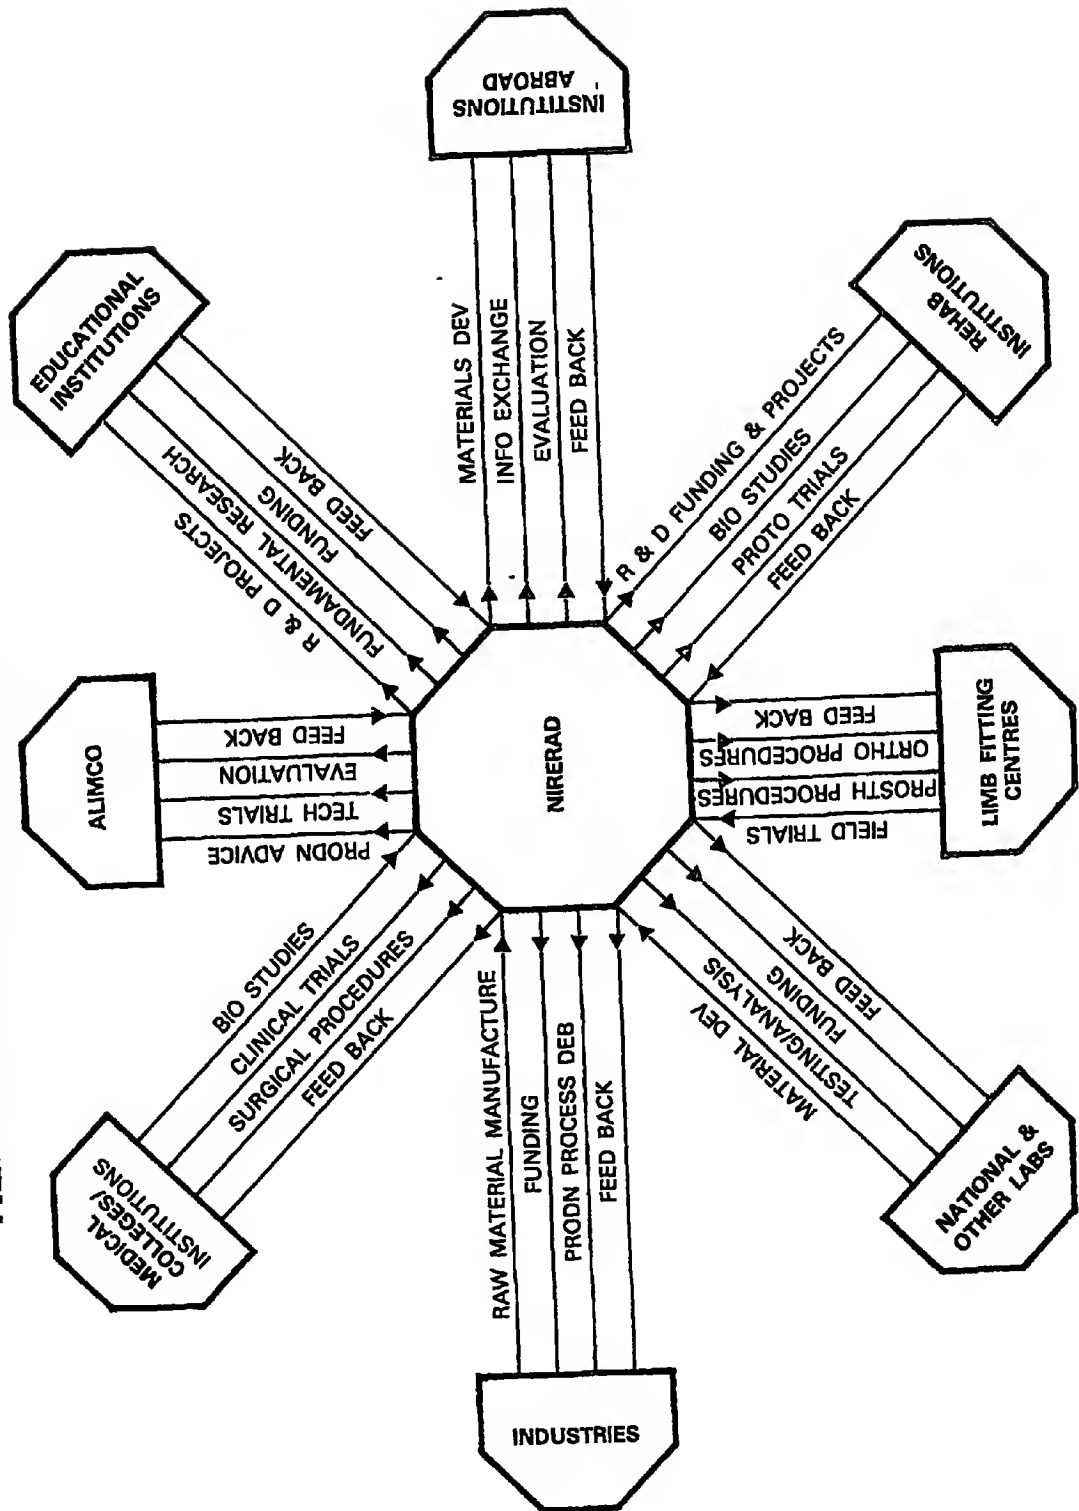 INSTITUTIONS
ABROAD
MATERIALS DEV
INFO EXCHANGE
EVALUATION
FEED BACK
EDUCATIONAL
INSTITUTIONS
R & D PROJECTS
FUNDAMENTAL RESEARCH
FUNDING
FEED BACK
REHAB
INSTITUTIONS
R & D FUNDING & PROJECTS
BIO STUDIES
PROTO TRIALS
FEED BACK
ALIMCO
FEED BACK
EVALUATION
TECH TRIALS
PRODN ADVICE
NIRERAD
FEED BACK
ORTHO PROCEDURES
PROSTH PROCEDURES
FIELD TRIALS
LIMB FITTING
CENTRES
MEDICAL
COLLEGES/
INSTITUTIONS
BIO STUDIES
CLINICAL TRIALS
SURGICAL PROCEDURES
FEED BACK
RAW MATERIAL MANUFACTURE
FUNDING
PRODN PROCESS DEB
FEED BACK
INDUSTRIES
FEED BACK
FUNDING
TESTING/ANALYSIS
MATERIAL DEV
NATIONAL &
OTHER LABS